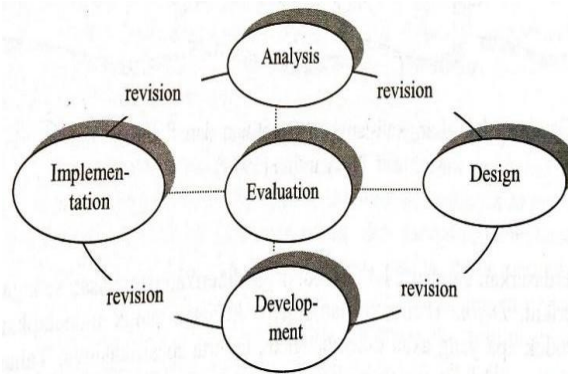 Analysis
revision
revision
Implemen-
tation
Evaluation
Design
revision
revision
Develop-
ment